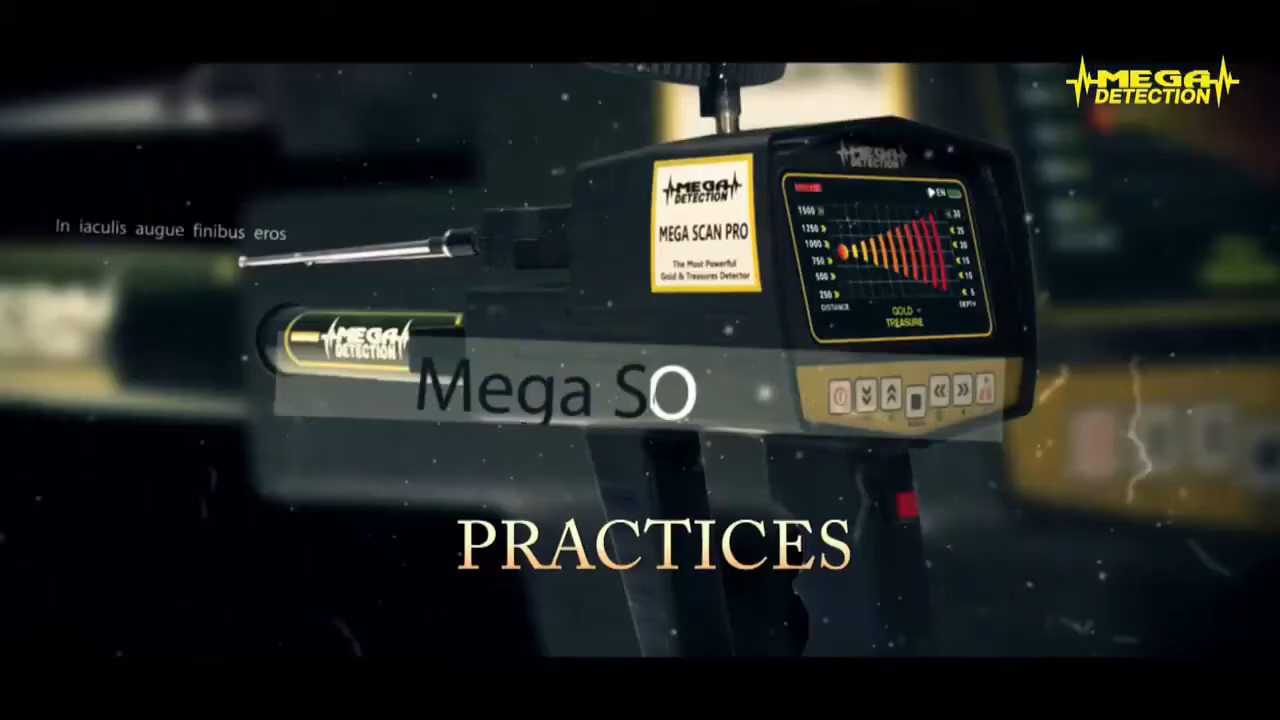 MEGA
DETECTION
MEGA
DETECTION
MEGA
DETECTION
MEGA SCAN PRO
The Most Powerful
Gold & Treasures Detector
EN
1500
1250
1000
750
500
250
DISTANCE
30
25
20
15
10
5
DEPTH
GOLD
TREASURE
In iaculis augue finibus eros
MEGA
DETECTION
Mega SO
PRACTICES